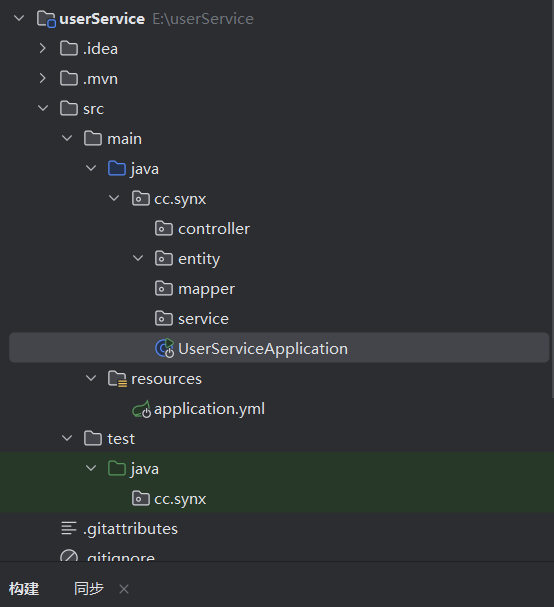 userService E:\userService
.idea
.mvn
src
main
java
cc.synx
controller
entity
mapper
service
UserServiceApplication
resources
application.yml
test
java
cc.synx
.gitattributes
.gitignore
构建 同步